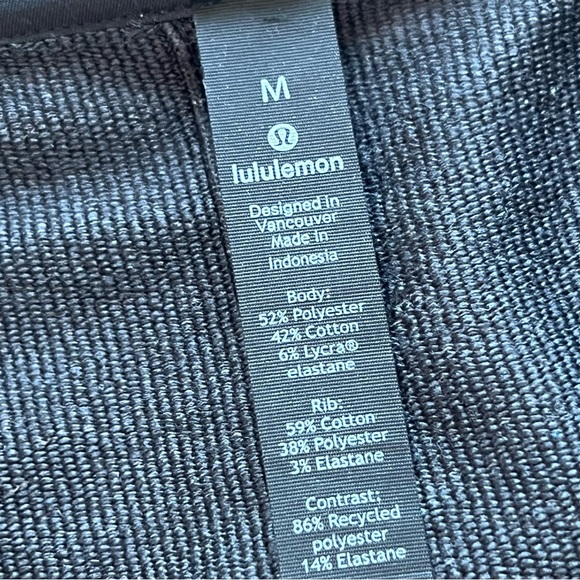 M
lululemon
Designed in
Vancouver
Made in
Indonesia
Body:
52% Polyester
42% Cotton
6% Lycra®
elastane
Rib:
59% Cotton
38% Polyester
3% Elastane
Contrast:
86% Recycled
polyester
14% Elastane